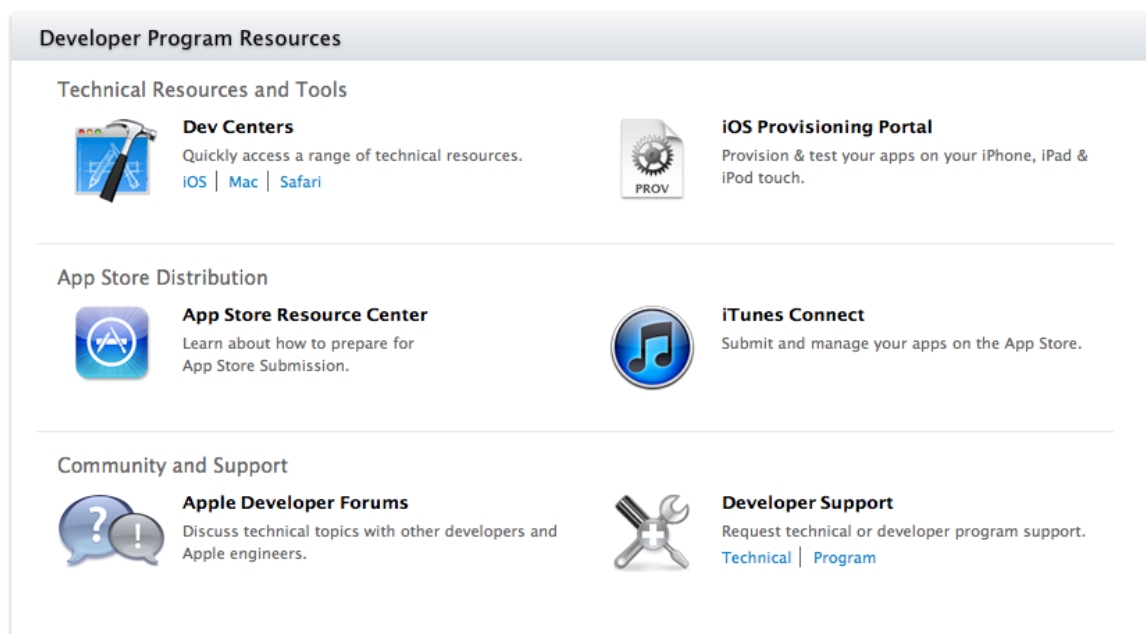 Developer Program Resources
Technical Resources and Tools
Dev Centers
Quickly access a range of technical resources.
iOS | Mac | Safari
PROV
iOS Provisioning Portal
Provision & test your apps on your iPhone, iPad &
iPod touch.
App Store Distribution
App Store Resource Center
Learn about how to prepare for
App Store Submission.
iTunes Connect
Submit and manage your apps on the App Store.
Community and Support
?
!
Apple Developer Forums
Discuss technical topics with other developers and
Apple engineers.
Developer Support
Request technical or developer program support.
Technical | Program